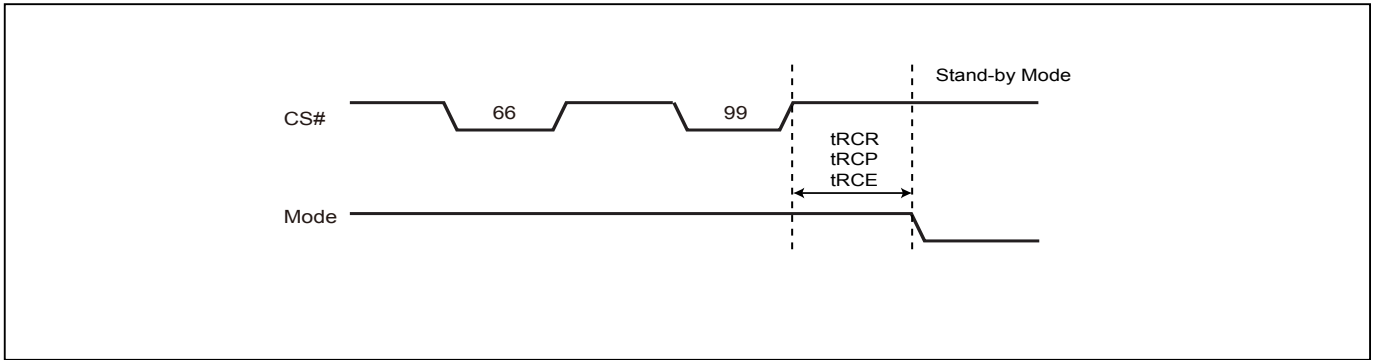 Stand-by Mode
CS#
66
99
tRCR
tRCP
tRCE
Mode